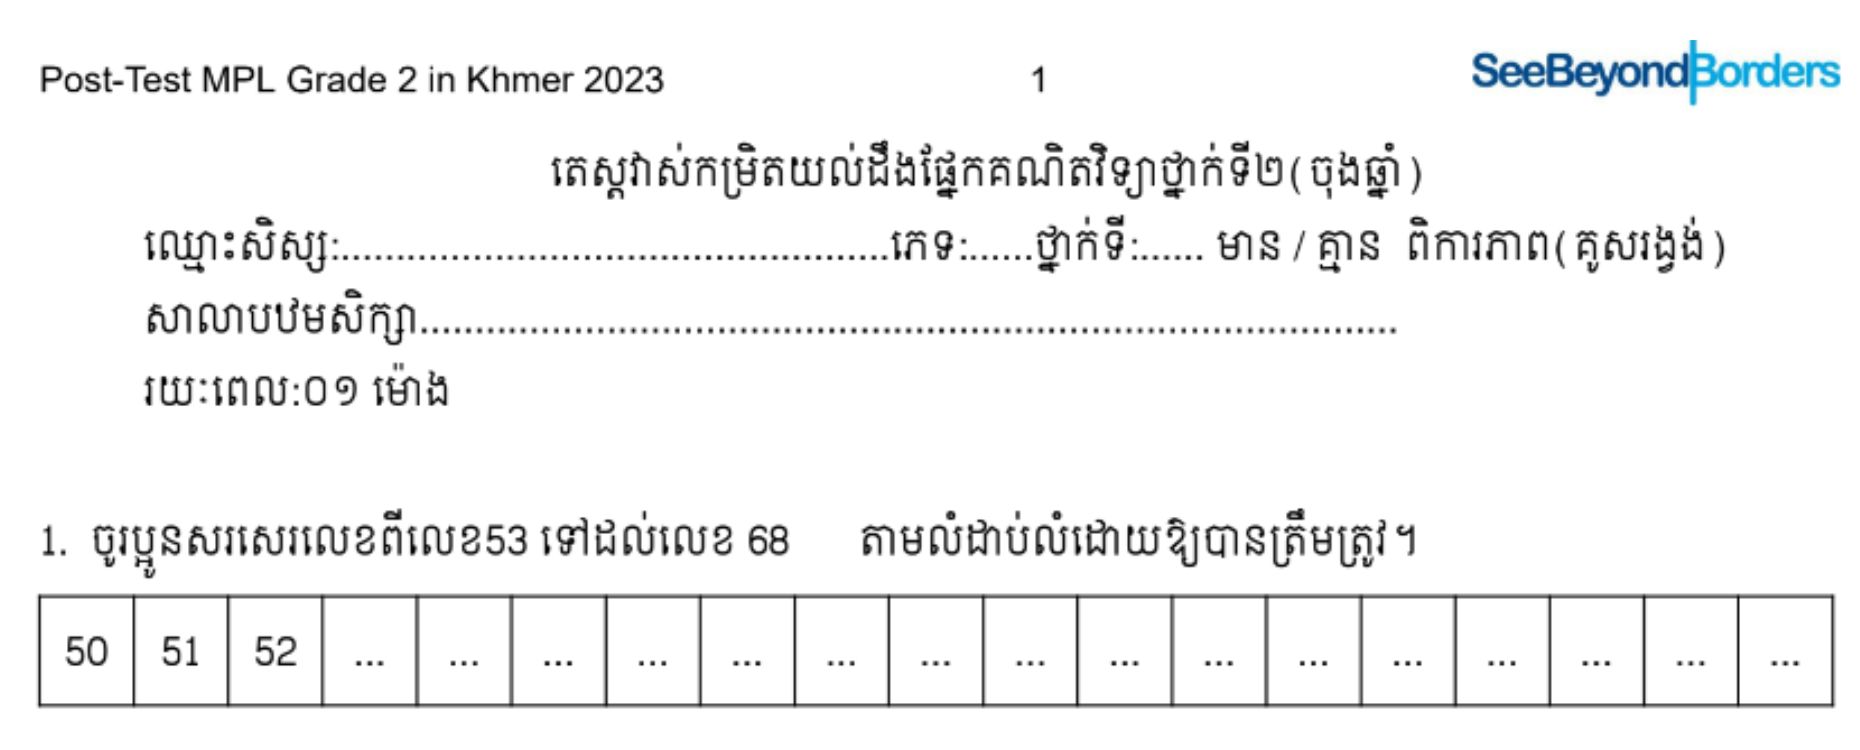 Post-Test MPL Grade 2 in Khmer 2023 1 SeeBeyondBorders
តេស្តវាស់កម្រិតយល់ដឹងផ្នែកគណិតវិទ្យាថ្នាក់ទី២(ចុងឆ្នាំ)
ឈ្មោះសិស្ស:..................................................ភេទ:......ថ្នាក់ទី:...... មាន / គ្មាន ពិការភាព(គូសរង្វង់)
សាលាបឋមសិក្សា..........................................................................................
រយៈពេល:០១ ម៉ោង
1. ចូរប្អូនសរសេរលេខពីលេខ53 ទៅដល់លេខ 68 តាមលំដាប់លំដោយឱ្យបានត្រឹមត្រូវ។
50 51 52 ... ... ... ... ... ... ... ... ... ... ... ... ... ... ... ...